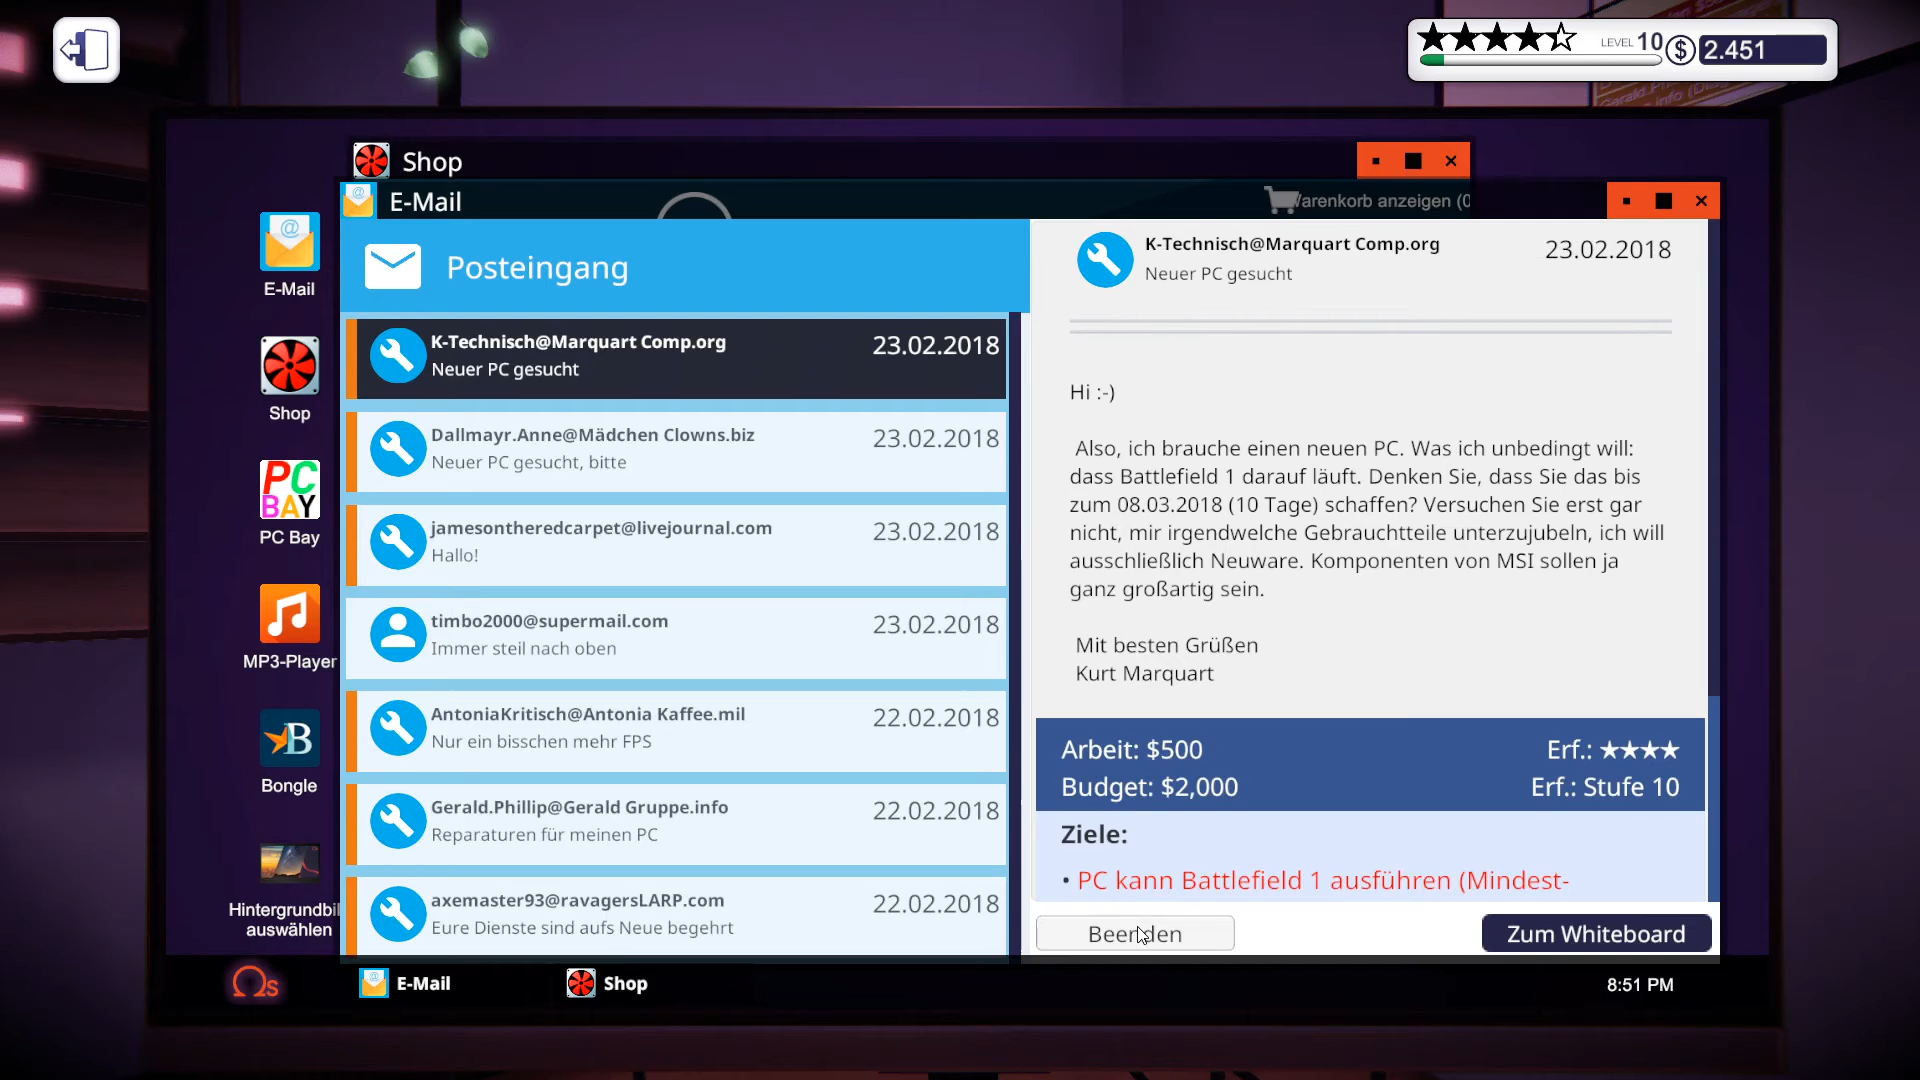 LEVEL 10
$ 2.451
Shop
E-Mail
Warenkorb anzeigen (0
Posteingang
K-Technisch@Marquart Comp.org
23.02.2018
Neuer PC gesucht
Dallmayr.Anne@Mädchen Clowns.biz
23.02.2018
Neuer PC gesucht, bitte
jamesontheredcarpet@livejournal.com
23.02.2018
Hallo!
timbo2000@supermail.com
23.02.2018
Immer steil nach oben
AntoniaKritisch@Antonia Kaffee.mil
22.02.2018
Nur ein bisschen mehr FPS
Gerald.Phillip@Gerald Gruppe.info
22.02.2018
Reparaturen für meinen PC
axemaster93@ravagersLARP.com
22.02.2018
Eure Dienste sind aufs Neue begehrt
K-Technisch@Marquart Comp.org
23.02.2018
Neuer PC gesucht
Hi :-)
Also, ich brauche einen neuen PC. Was ich unbedingt will:
dass Battlefield 1 darauf läuft. Denken Sie, dass Sie das bis
zum 08.03.2018 (10 Tage) schaffen? Versuchen Sie erst gar
nicht, mir irgendwelche Gebrauchtteile unterzujubeln, ich will
ausschließlich Neuware. Komponenten von MSI sollen ja
ganz großartig sein.
Mit besten Grüßen
Kurt Marquart
Arbeit: $500
Erf.: ★★★★
Budget: $2,000
Erf.: Stufe 10
Ziele:
• PC kann Battlefield 1 ausführen (Mindest-
Beenden
Zum Whiteboard
E-Mail
Shop
PC
BAY
PC Bay
MP3-Player
B
Bongle
Hintergrundbi
auswählen
Ωs
E-Mail
Shop
8:51 PM